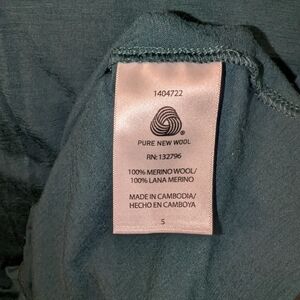 1404722
PURE NEW WOOL
RN: 132796
100% MERINO WOOL/
100% LANA MERINO
MADE IN CAMBODIA/
HECHO EN CAMBOYA
S